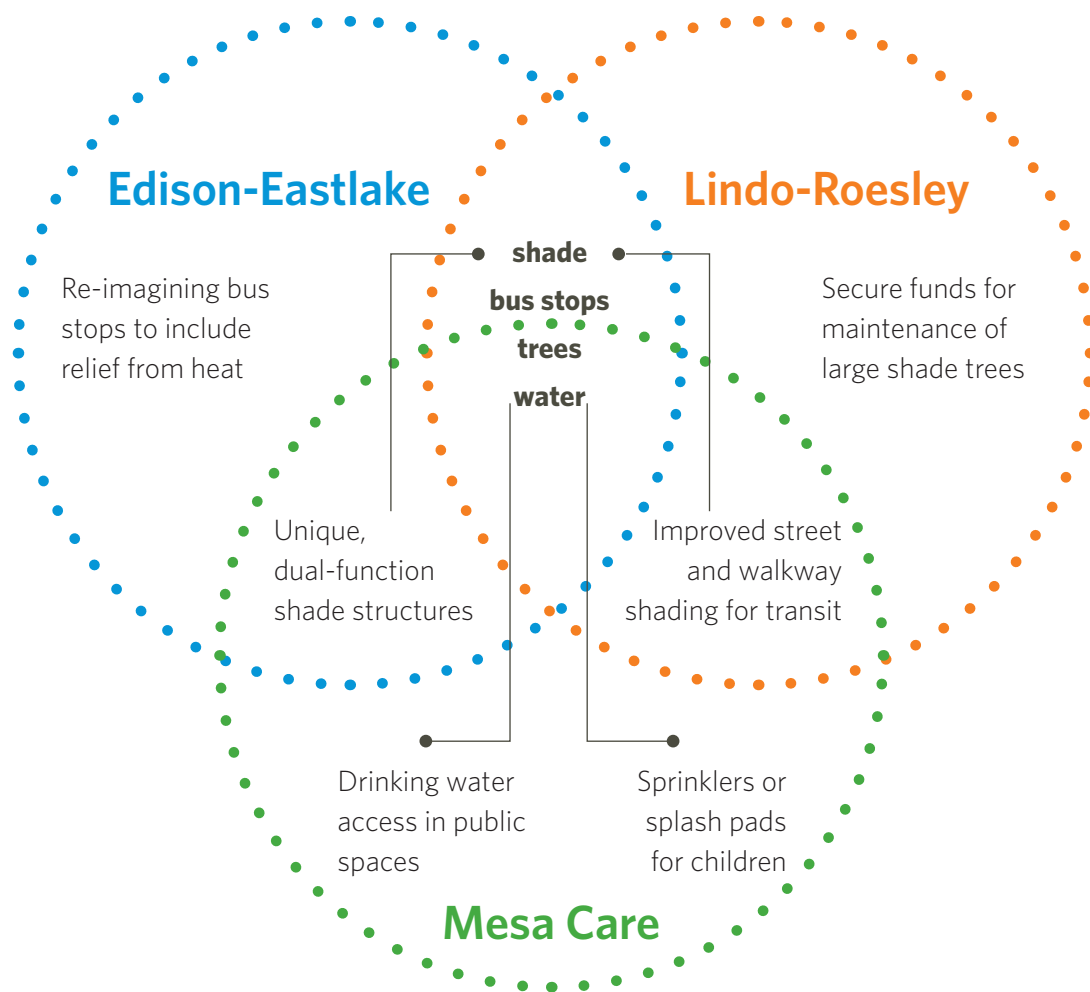 Edison-Eastlake
Lindo-Roesley
Re-imagining bus
stops to include
relief from heat
shade
bus stops
trees
water
Secure funds for
maintenance of
large shade trees
Unique,
dual-function
shade structures
Improved street
and walkway
shading for transit
Drinking water
access in public
spaces
Sprinklers or
splash pads
for children
Mesa Care